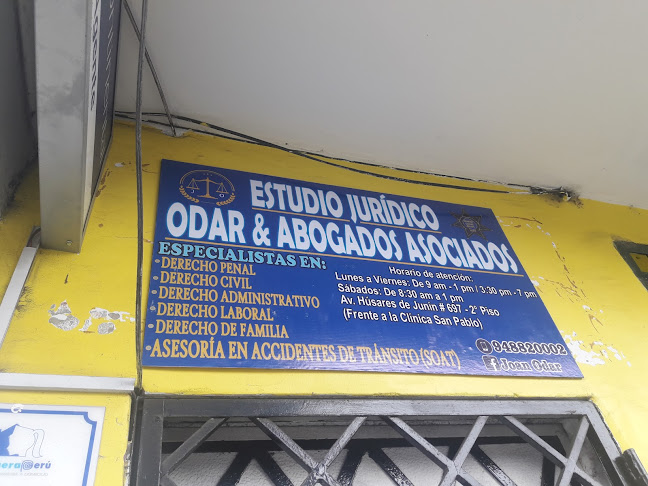 ESTUDIO JURÍDICO
ODAR & ABOGADOS ASOCIADOS
ESPECIALISTAS EN:
· DERECHO PENAL
· DERECHO CIVIL
· DERECHO ADMINISTRATIVO
· DERECHO LABORAL
· DERECHO DE FAMILIA
· ASESORÍA EN ACCIDENTES DE TRÁNSITO (SOAT)
Horario de atención:
Lunes a Viernes: De 9 am - 1 pm / 3:30 pm - 7 pm
Sábados: De 8:30 am a 1 pm
Av. Húsares de Junín # 697 - 2° Piso
(Frente a la Clínica San Pablo)
948820002
Joan Odar